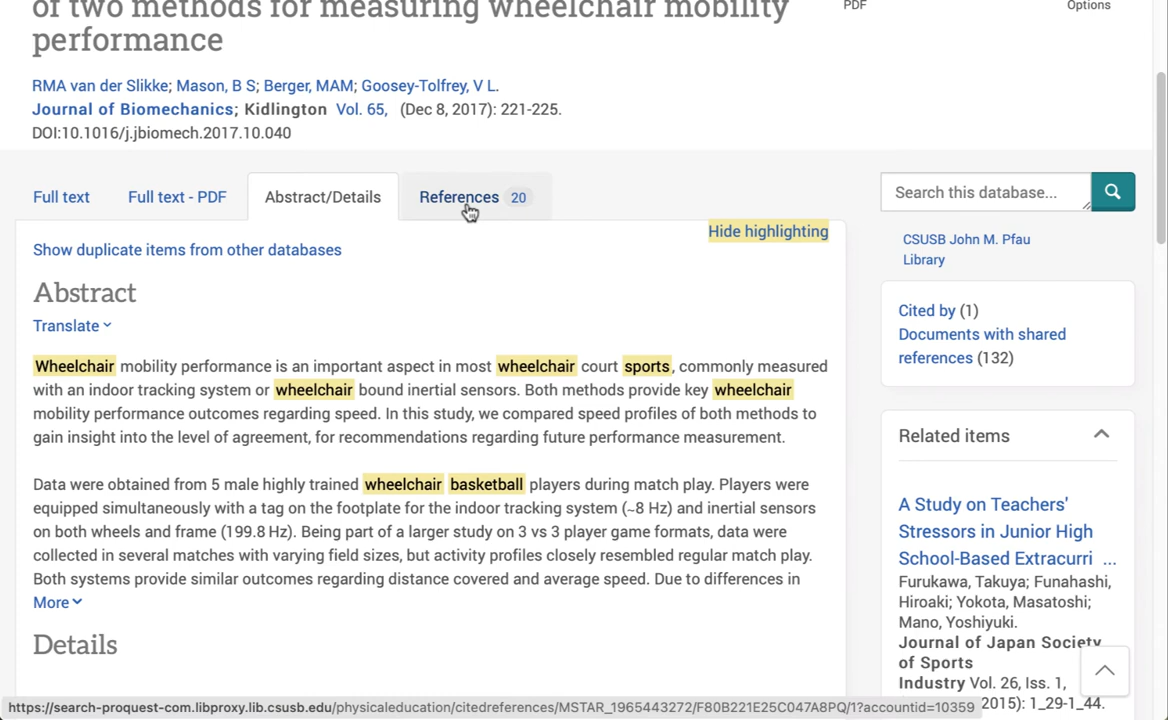 of two methods for measuring wheelchair mobility
performance
PDF
Options
RMA van der Slikke; Mason, B S; Berger, MAM; Goosey-Tolfrey, V L.
Journal of Biomechanics; Kidlington Vol. 65, (Dec 8, 2017): 221-225.
DOI:10.1016/j.jbiomech.2017.10.040
Full text
Full text - PDF
Abstract/Details
References 20
Search this database...
Hide highlighting
Show duplicate items from other databases
Abstract
Translate
Wheelchair mobility performance is an important aspect in most wheelchair court sports, commonly measured
with an indoor tracking system or wheelchair bound inertial sensors. Both methods provide key wheelchair
mobility performance outcomes regarding speed. In this study, we compared speed profiles of both methods to
gain insight into the level of agreement, for recommendations regarding future performance measurement.
Data were obtained from 5 male highly trained wheelchair basketball players during match play. Players were
equipped simultaneously with a tag on the footplate for the indoor tracking system (~8 Hz) and inertial sensors
on both wheels and frame (199.8 Hz). Being part of a larger study on 3 vs 3 player game formats, data were
collected in several matches with varying field sizes, but activity profiles closely resembled regular match play.
Both systems provide similar outcomes regarding distance covered and average speed. Due to differences in
More
Details
CSUSB John M. Pfau
Library
Cited by (1)
Documents with shared
references (132)
Related items
A Study on Teachers'
Stressors in Junior High
School-Based Extracurri ...
Furukawa, Takuya; Funahashi,
Hiroaki; Yokota, Masatoshi;
Mano, Yoshiyuki.
Journal of Japan Society
of Sports
Industry Vol. 26, Iss. 1,
2015): 1_29-1_44.
https://search-proquest-com.libproxy.lib.csusb.edu/physicaleducation/citedreferences/MSTAR_1965443272/F80B221E25C047A8PQ/1?accountid=10359